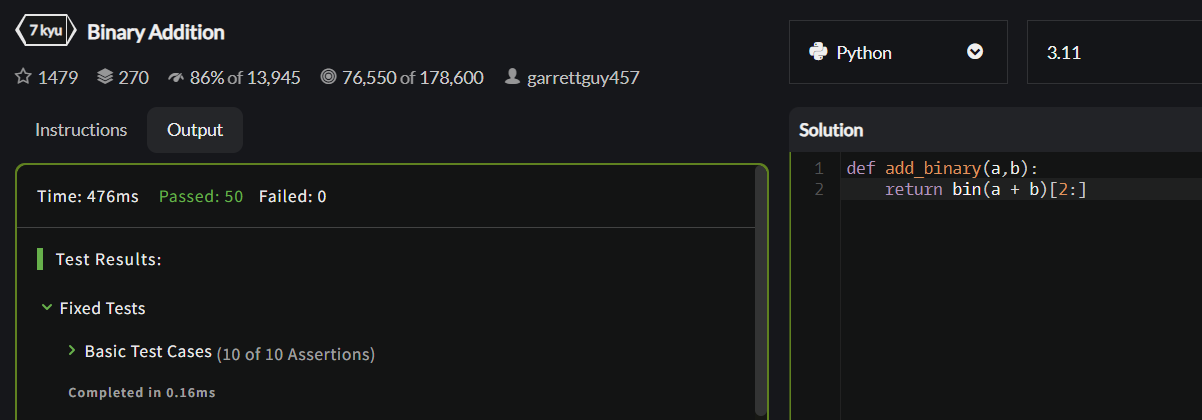 7 kyu Binary Addition
1479 270 86% of 13,945 76,550 of 178,600 garrettguy457
Instructions Output
Time: 476ms Passed: 50 Failed: 0
Test Results:
Fixed Tests
Basic Test Cases (10 of 10 Assertions)
Completed in 0.16ms
Python 3.11
Solution
1 def add_binary(a,b):
2     return bin(a + b)[2:]